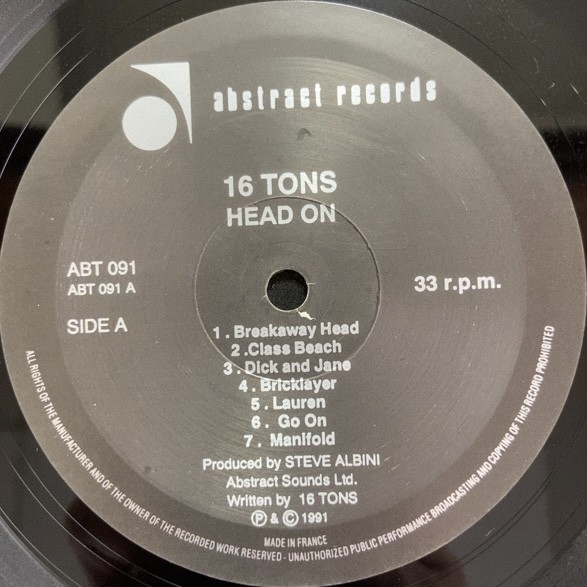 abstract records
16 TONS
HEAD ON
ABT 091
ABT 091 A
33 r.p.m.
SIDE A
1. Breakaway Head
2.Class Beach
3. Dick and Jane
4. Bricklayer
5. Lauren
6. Go On
7. Manifold
Produced by STEVE ALBINI
Abstract Sounds Ltd.
Written by 16 TONS
℗ & © 1991
MADE IN FRANCE
ALL RIGHTS OF THE MANUFACTURER AND OF THE OWNER OF THE RECORDED WORK RESERVED - UNAUTHORIZED PUBLIC PERFORMANCE BROADCASTING AND COPYING OF THIS RECORD PROHIBITED